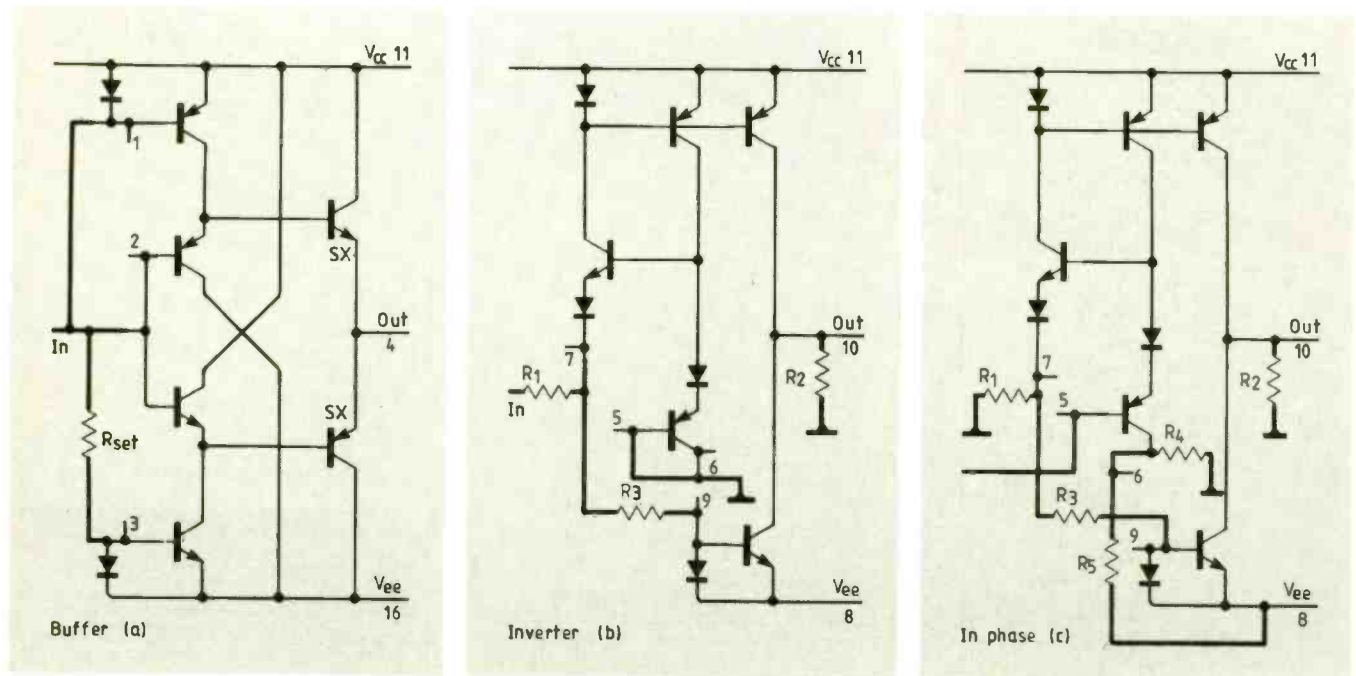 Vcc 11
1
2
SX
In
Out
4
Rset
SX
3
Vee
16
Buffer (a)
Vcc 11
7
Out
10
R1
In
R2
5
6
R3
9
Vee
8
Inverter (b)
Vcc 11
7
Out
10
R1
5
R2
R4
6
R3
9
R5
Vee
8
In phase (c)